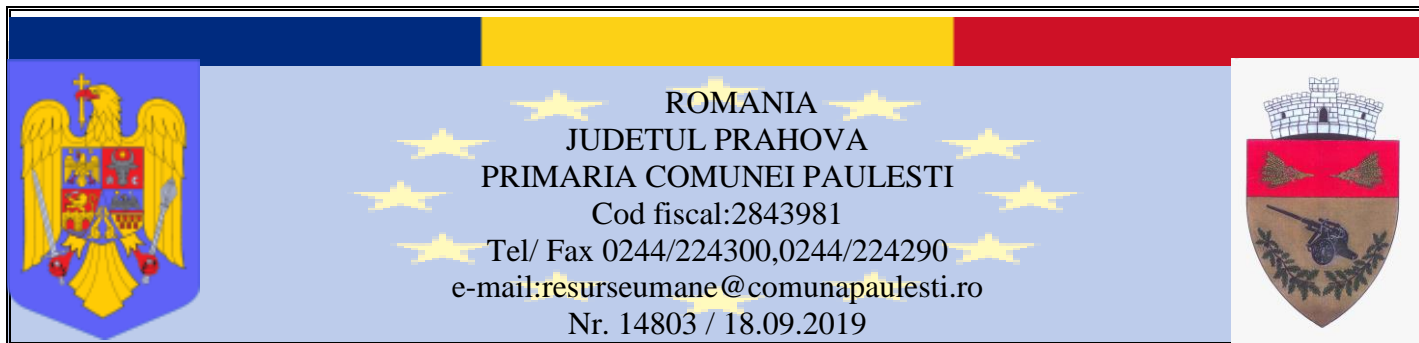 ROMANIA
JUDETUL PRAHOVA
PRIMARIA COMUNEI PAULESTI
Cod fiscal:2843981
Tel/ Fax 0244/224300,0244/224290
e-mail:resurseumane@comunapaulesti.ro
Nr. 14803 / 18.09.2019